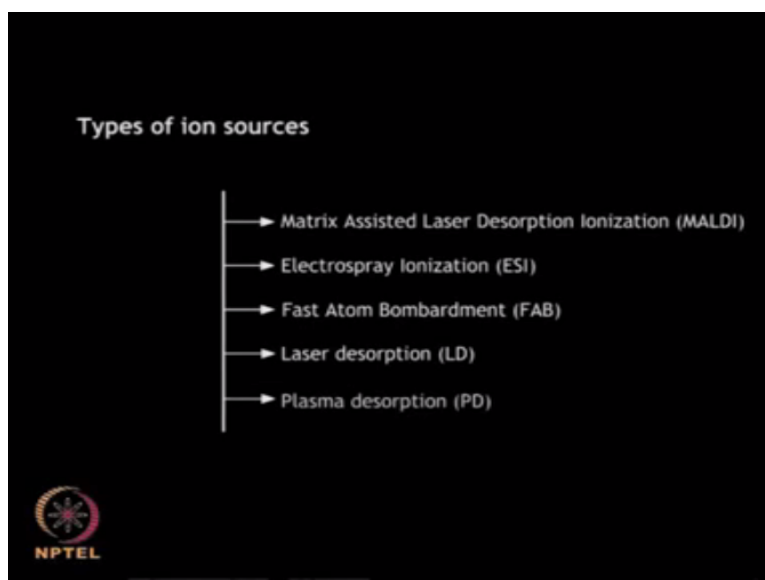 Types of ion sources
Matrix Assisted Laser Desorption Ionization (MALDI)
Electrospray Ionization (ESI)
Fast Atom Bombardment (FAB)
Laser desorption (LD)
Plasma desorption (PD)
NPTEL